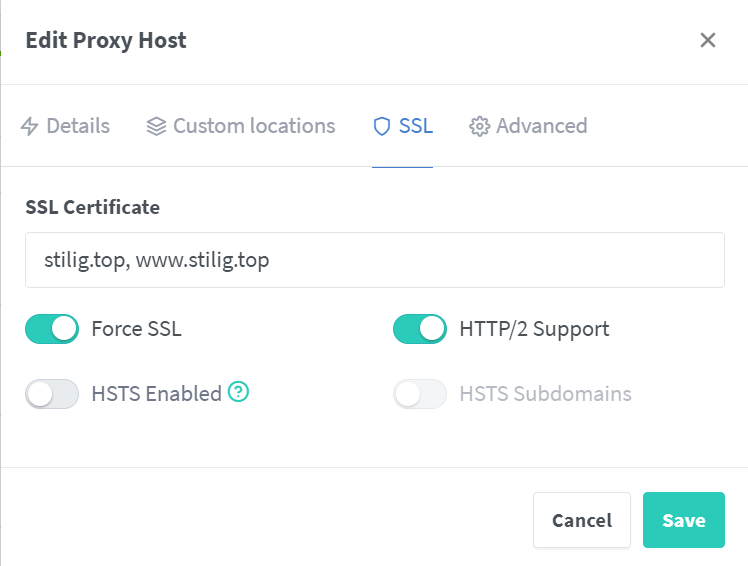 Edit Proxy Host
Details Custom locations SSL Advanced
SSL Certificate
stilig.top, www.stilig.top
Force SSL HTTP/2 Support
HSTS Enabled ? HSTS Subdomains
Cancel Save